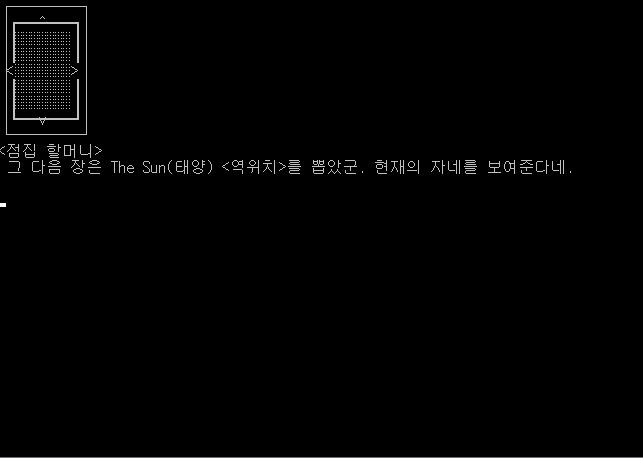 <점집 할머니>
그 다음 장은 The Sun(태양) <역위치>를 뽑았군. 현재의 자네를 보여준다네.